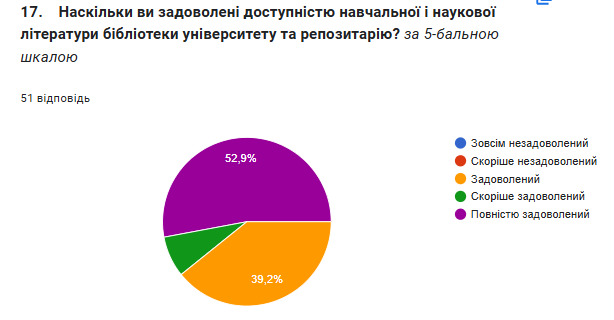 17. Наскільки ви задоволені доступністю навчальної і наукової
літератури бібліотеки університету та репозитарію? за 5-бальною
шкалою
51 відповідь
52,9%
39,2%
Зовсім незадоволений
Скоріше незадоволений
Задоволений
Скоріше задоволений
Повністю задоволений